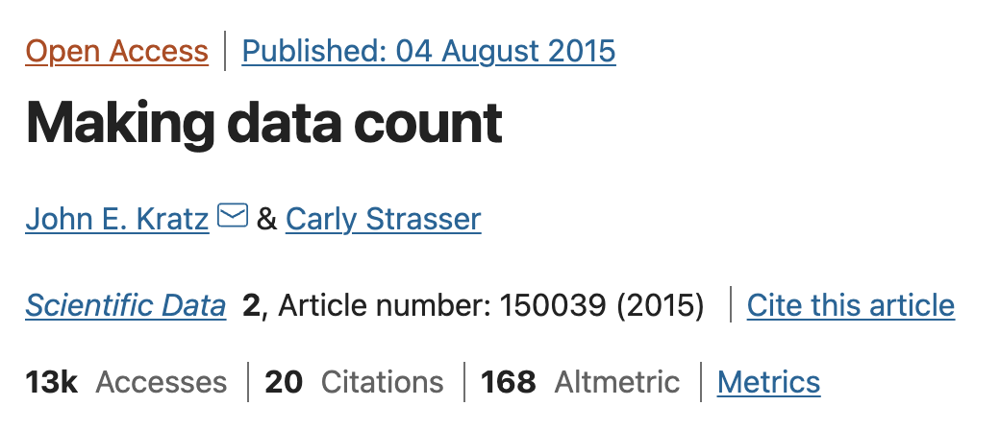 Open Access | Published: 04 August 2015
Making data count
John E. Kratz & Carly Strasser
Scientific Data 2, Article number: 150039 (2015) | Cite this article
13k Accesses | 20 Citations | 168 Altmetric | Metrics